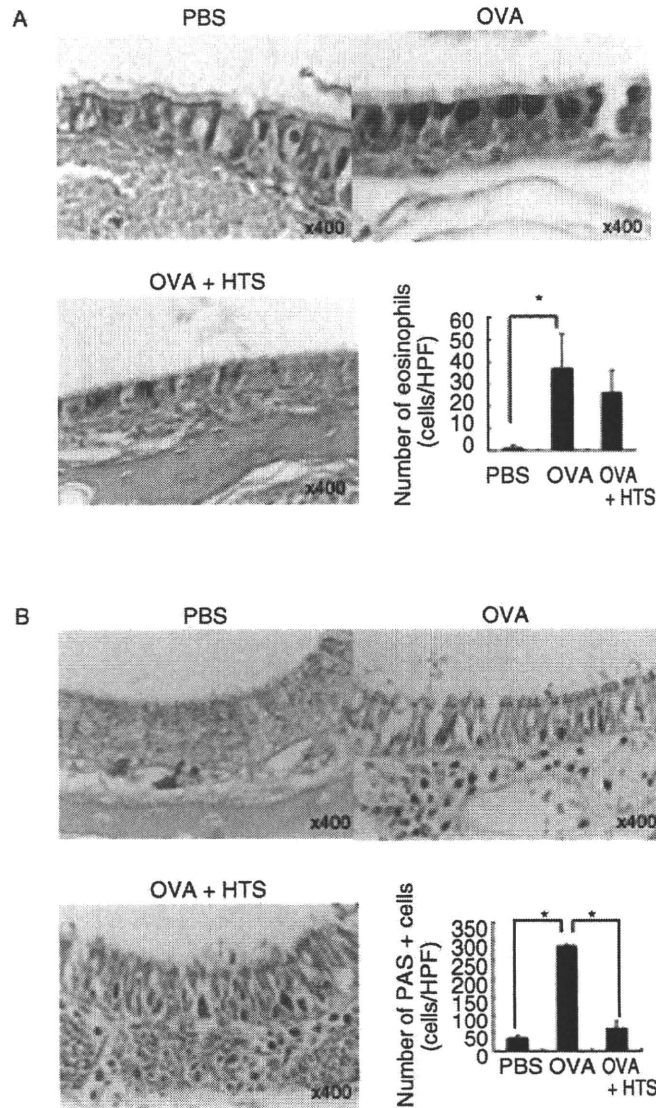 A
PBS
OVA
x400
x400
OVA + HTS
x400
Number of eosinophils
(cells/HPF)
60
50
40
30
20
10
0
*
PBS
OVA
OVA
+ HTS
B
PBS
OVA
x400
x400
OVA + HTS
x400
Number of PAS + cells
(cells/HPF)
350
300
250
200
150
100
50
0
*
*
PBS
OVA
OVA
+ HTS